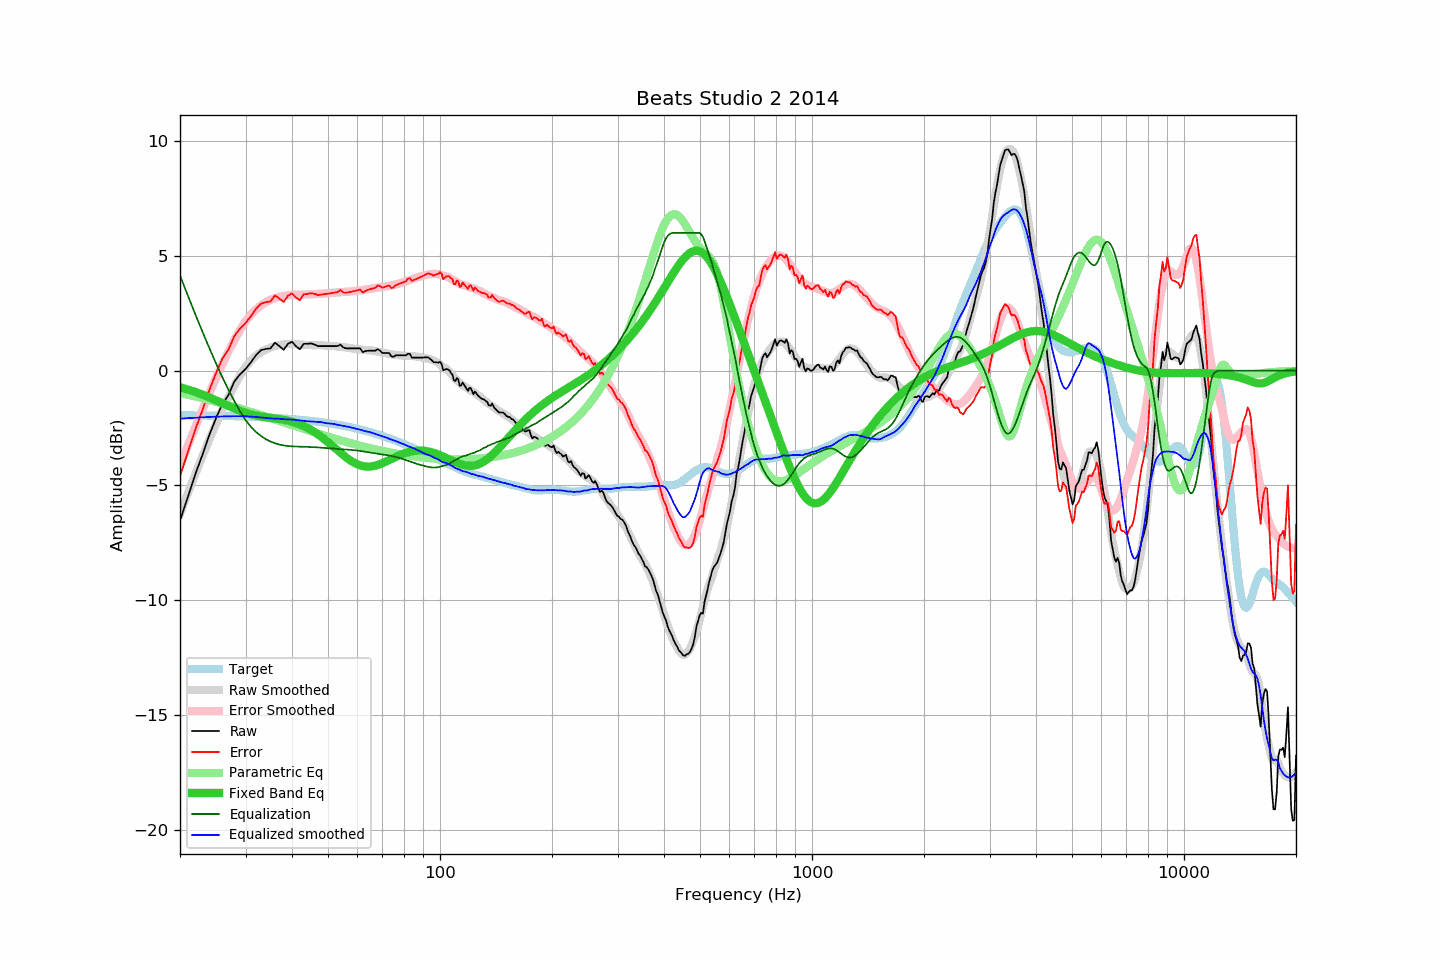 Beats Studio 2 2014
10
5
0
−5
−10
−15
−20
Amplitude (dBr)
Target
Raw Smoothed
Error Smoothed
Raw
Error
Parametric Eq
Fixed Band Eq
Equalization
Equalized smoothed
100
1000
10000
Frequency (Hz)